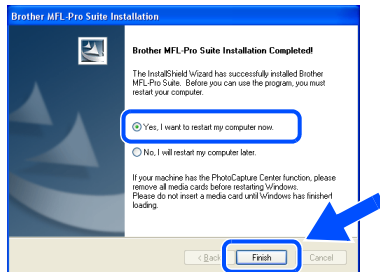 Brother MFL-Pro Suite Installation
Brother MFL-Pro Suite Installation Completed!
The InstallShield Wizard has successfully installed Brother
MFL-Pro Suite. Before you can use the program, you must
restart your computer.
Yes, I want to restart my computer now.
No, I will restart my computer later.
If your machine has the PhotoCapture Center function, please
remove all media cards before restarting Windows.
Please do not insert a media card until Windows has finished
loading.
< Back Finish Cancel